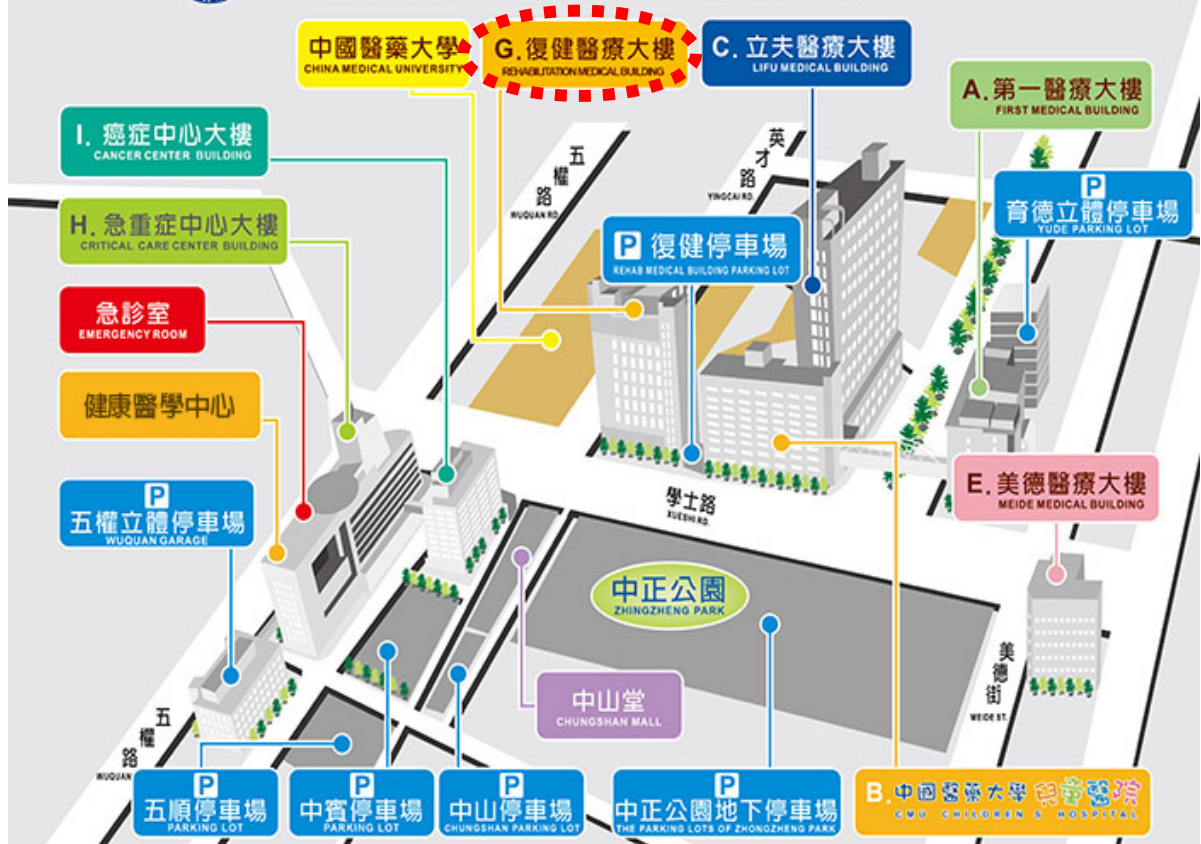 中國醫藥大學
CHINA MEDICAL UNIVERSITY
G.復健醫療大樓
REHABILITATION MEDICAL BUILDING
C.立夫醫療大樓
LIFU MEDICAL BUILDING
A.第一醫療大樓
FIRST MEDICAL BUILDING
I.癌症中心大樓
CANCER CENTER BUILDING
五權路
WUQUAN RD.
英才路
YINGCAI RD.
P
育德立體停車場
YUDE PARKING LOT
H.急重症中心大樓
CRITICAL CARE CENTER BUILDING
P 復健停車場
REHAB MEDICAL BUILDING PARKING LOT
急診室
EMERGENCY ROOM
健康醫學中心
P
五權立體停車場
WUQUAN GARAGE
學士路
XUESHI RD.
E.美德醫療大樓
MEIDE MEDICAL BUILDING
中正公園
ZHINGZHENG PARK
美德街
MEIDE ST.
中山堂
CHUNGSHAN MALL
五權路
WUQUAN
P
五順停車場
PARKING LOT
P
中賓停車場
PARKING LOT
P
中山停車場
CHUNGSHAN PARKING LOT
P
中正公園地下停車場
THE PARKING LOTS OF ZHONGZHENG PARK
B.中國醫藥大學 兒童醫院
CMU CHILDREN S HOSPITAL